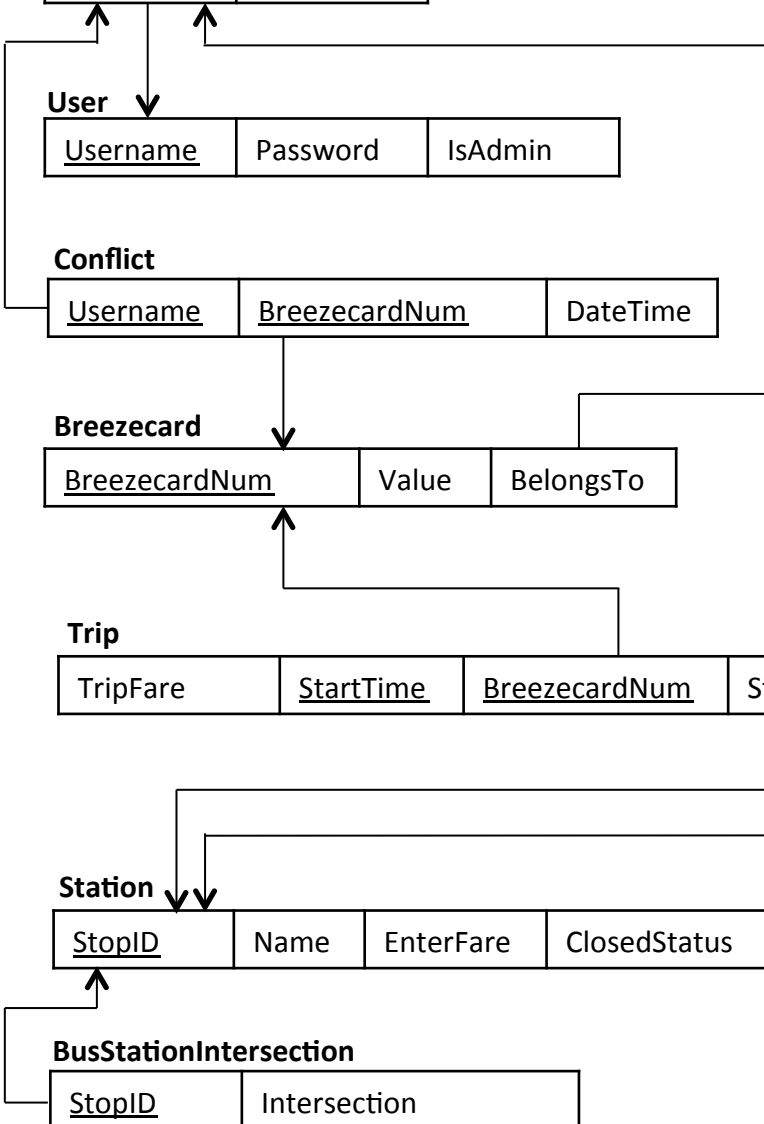 User
Username Password IsAdmin
Conflict
Username BreezecardNum DateTime
Breezecard
BreezecardNum Value BelongsTo
Trip
TripFare StartTime BreezecardNum
Station
StopID Name EnterFare ClosedStatus
BusStationIntersection
StopID Intersection